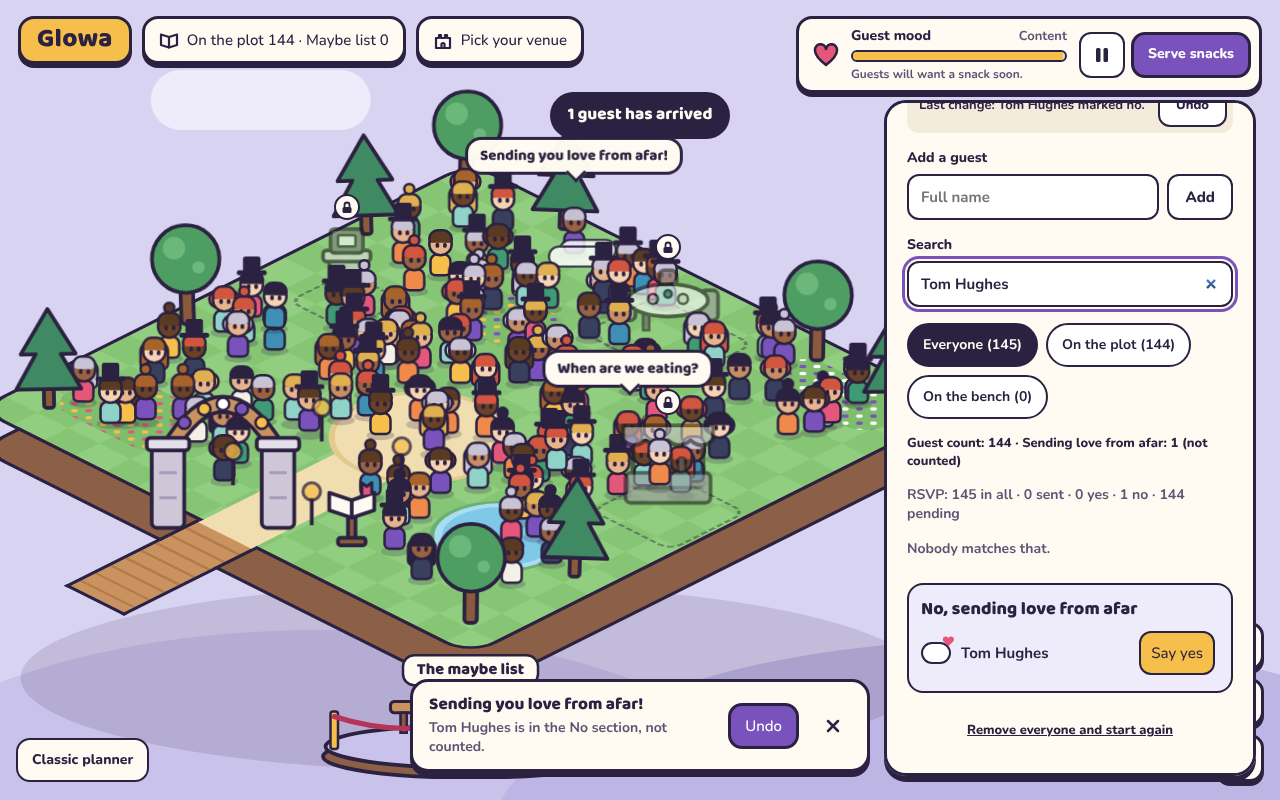 Glowa
On the plot 144 · Maybe list 0
Pick your venue
Guest mood
Content
Guests will want a snack soon.
Serve snacks
1 guest has arrived
Sending you love from afar!
When are we eating?
Last change: Tom Hughes marked no.
Undo
Add a guest
Full name
Add
Search
Tom Hughes
Everyone (145)
On the plot (144)
On the bench (0)
Guest count: 144 · Sending love from afar: 1 (not
counted)
RSVP: 145 in all · 0 sent · 0 yes · 1 no · 144
pending
Nobody matches that.
No, sending love from afar
Tom Hughes
Say yes
Remove everyone and start again
The maybe list
Sending you love from afar!
Tom Hughes is in the No section, not
counted.
Undo
Classic planner